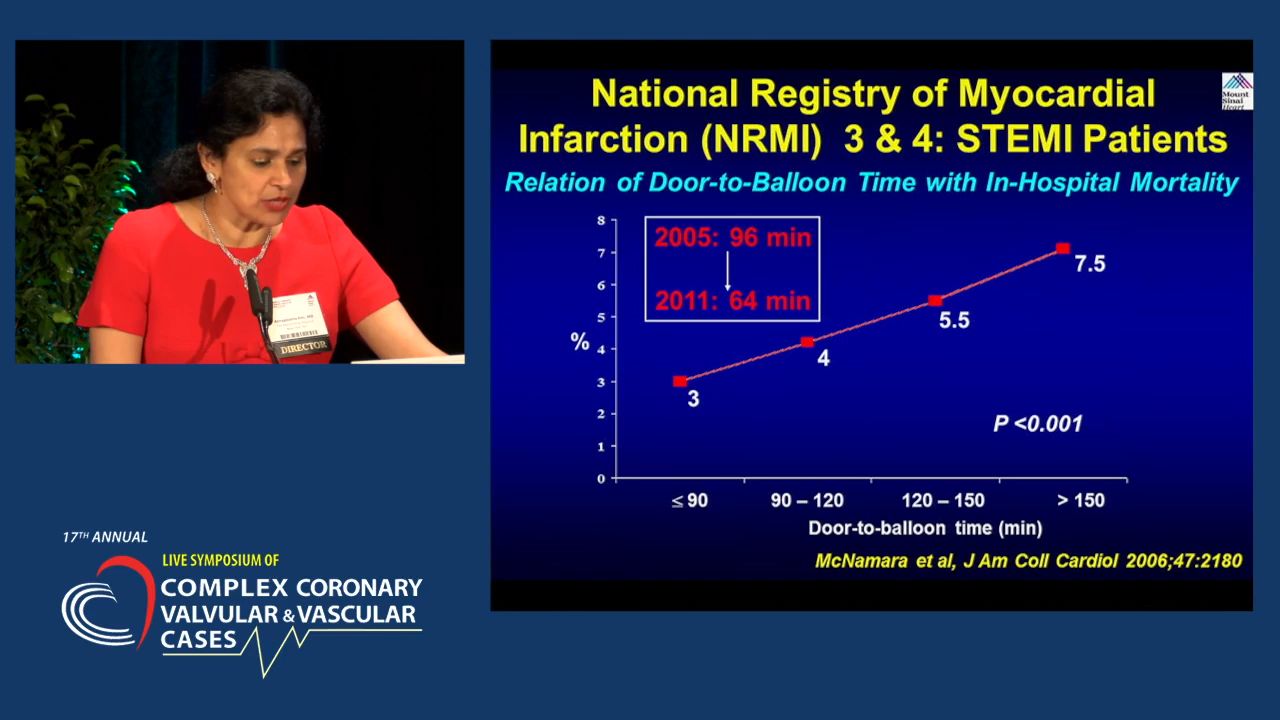 National Registry of Myocardial
Infarction (NRMI) 3 & 4: STEMI Patients
Mount
Sinai
Heart
Relation of Door-to-Balloon Time with In-Hospital Mortality
8
7
6
5
4
3
2
1
0
%
2005: 96 min
2011: 64 min
3
4
5.5
7.5
P <0.001
≤ 90
90 – 120
120 – 150
> 150
Door-to-balloon time (min)
McNamara et al, J Am Coll Cardiol 2006;47:2180
DIRECTOR
17TH ANNUAL
LIVE SYMPOSIUM OF
COMPLEX CORONARY
VALVULAR & VASCULAR
CASES